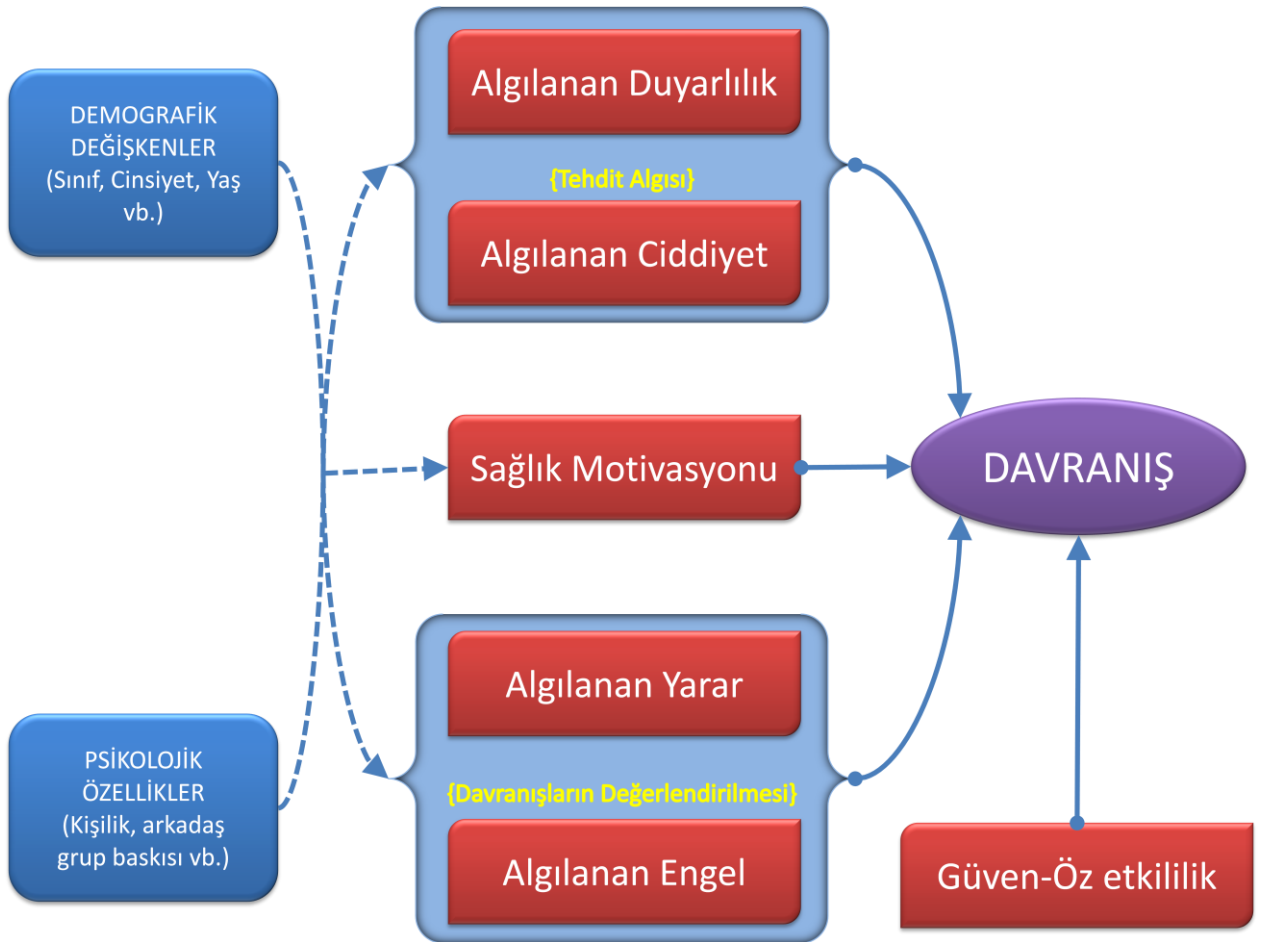 DEMOGRAFİK
DEĞİŞKENLER
(Sınıf, Cinsiyet, Yaş
vb.)
PSİKOLOJİK
ÖZELLİKLER
(Kişilik, arkadaş
grup baskısı vb.)
Algılanan Duyarlılık
{Tehdit Algısı}
Algılanan Ciddiyet
Sağlık Motivasyonu
Algılanan Yarar
{Davranışların Değerlendirilmesi}
Algılanan Engel
DAVRANIŞ
Güven-Öz etkililik